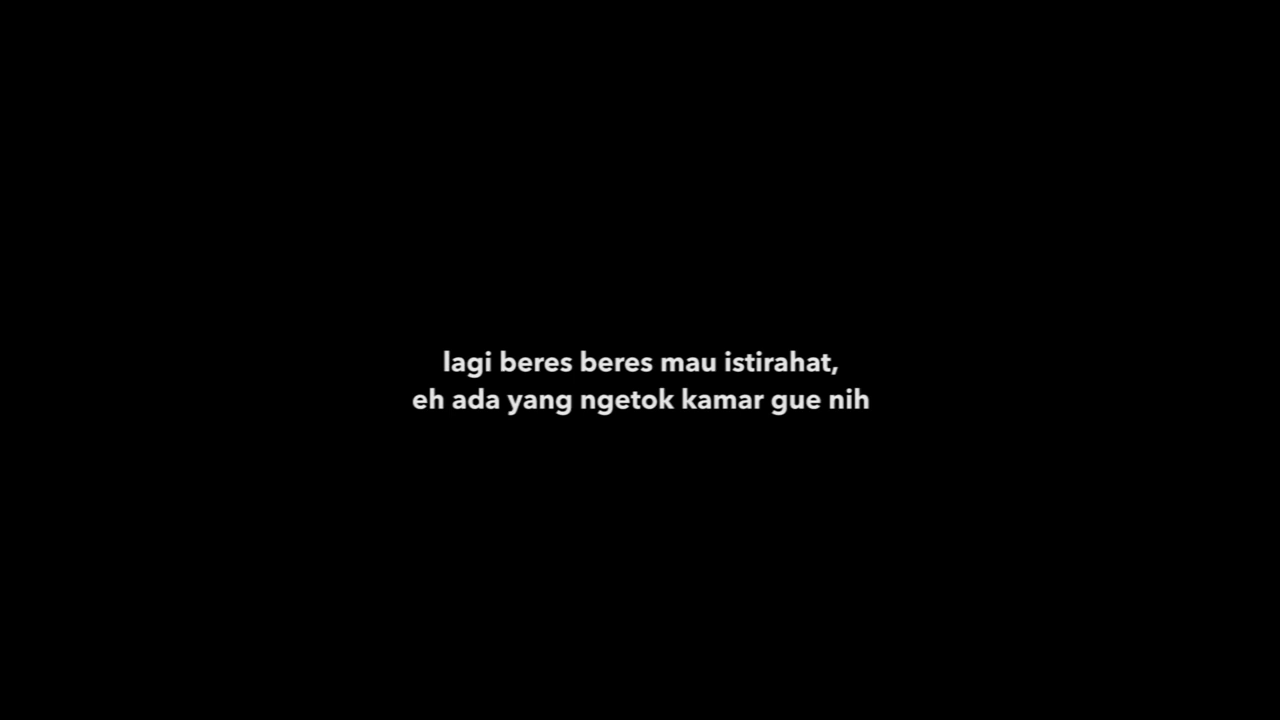 lagi beres beres mau istirahat,
eh ada yang ngetok kamar gue nih